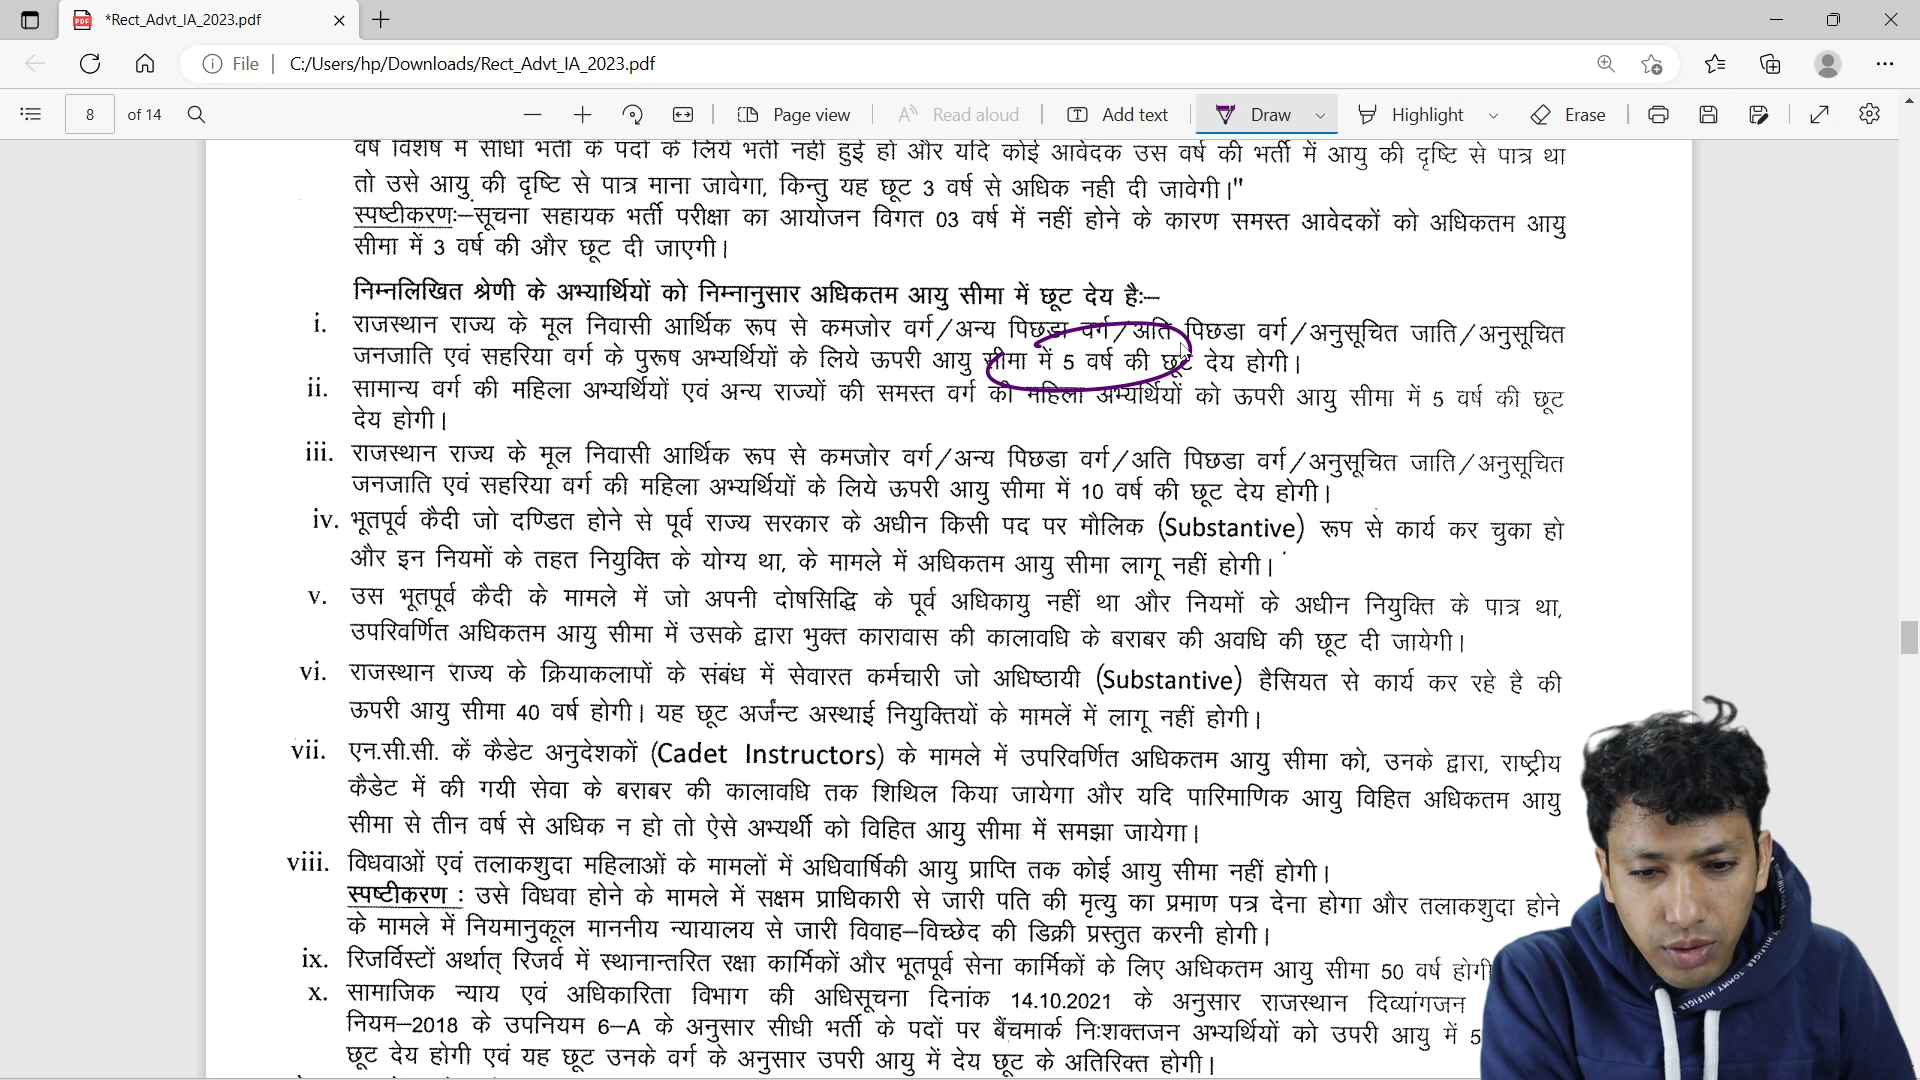 *Rect_Advt_IA_2023.pdf
File C:/Users/hp/Downloads/Rect_Advt_IA_2023.pdf
8 of 14 Page view Read aloud Add text Draw Highlight Erase
वर्ष विशेष में सीधी भर्ती के पदों के लिये भर्ती नहीं हुई हो और यदि कोई आवेदक उस वर्ष की भर्ती में आयु की दृष्टि से पात्र था
तो उसे आयु की दृष्टि से पात्र माना जावेगा, किन्तु यह छूट 3 वर्ष से अधिक नही दी जावेगी।"
स्पष्टीकरणः–सूचना सहायक भर्ती परीक्षा का आयोजन विगत 03 वर्ष में नहीं होने के कारण समस्त आवेदकों को अधिकतम आयु
सीमा में 3 वर्ष की और छूट दी जाएगी।
निम्नलिखित श्रेणी के अभ्यार्थियों को निम्नानुसार अधिकतम आयु सीमा में छूट देय हैः–
i. राजस्थान राज्य के मूल निवासी आर्थिक रूप से कमजोर वर्ग/अन्य पिछडा वर्ग/अति पिछडा वर्ग/अनुसूचित जाति/अनुसूचित
जनजाति एवं सहरिया वर्ग के पुरूष अभ्यर्थियों के लिये ऊपरी आयु सीमा में 5 वर्ष की छूट देय होगी।
ii. सामान्य वर्ग की महिला अभ्यर्थियों एवं अन्य राज्यों की समस्त वर्ग की महिला अभ्यर्थियों को ऊपरी आयु सीमा में 5 वर्ष की छूट
देय होगी।
iii. राजस्थान राज्य के मूल निवासी आर्थिक रूप से कमजोर वर्ग/अन्य पिछडा वर्ग/अति पिछडा वर्ग/अनुसूचित जाति/अनुसूचित
जनजाति एवं सहरिया वर्ग की महिला अभ्यर्थियों के लिये ऊपरी आयु सीमा में 10 वर्ष की छूट देय होगी।
iv. भूतपूर्व कैदी जो दण्डित होने से पूर्व राज्य सरकार के अधीन किसी पद पर मौलिक (Substantive) रूप से कार्य कर चुका हो
और इन नियमों के तहत नियुक्ति के योग्य था, के मामले में अधिकतम आयु सीमा लागू नहीं होगी।
v. उस भूतपूर्व कैदी के मामले में जो अपनी दोषसिद्धि के पूर्व अधिकायु नहीं था और नियमों के अधीन नियुक्ति के पात्र था,
उपरिवर्णित अधिकतम आयु सीमा में उसके द्वारा भुक्त कारावास की कालावधि के बराबर की अवधि की छूट दी जायेगी।
vi. राजस्थान राज्य के क्रियाकलापों के संबंध में सेवारत कर्मचारी जो अधिष्ठायी (Substantive) हैसियत से कार्य कर रहे है की
ऊपरी आयु सीमा 40 वर्ष होगी। यह छूट अर्जन्ट अस्थाई नियुक्तियों के मामलें में लागू नहीं होगी।
vii. एन.सी.सी. कें कैडेट अनुदेशकों (Cadet Instructors) के मामले में उपरिवर्णित अधिकतम आयु सीमा को, उनके द्वारा, राष्ट्रीय
कैडेट में की गयी सेवा के बराबर की कालावधि तक शिथिल किया जायेगा और यदि पारिमाणिक आयु विहित अधिकतम आयु
सीमा से तीन वर्ष से अधिक न हो तो ऐसे अभ्यर्थी को विहित आयु सीमा में समझा जायेगा।
viii. विधवाओं एवं तलाकशुदा महिलाओं के मामलों में अधिवार्षिकी आयु प्राप्ति तक कोई आयु सीमा नहीं होगी।
स्पष्टीकरण : उसे विधवा होने के मामले में सक्षम प्राधिकारी से जारी पति की मृत्यु का प्रमाण पत्र देना होगा और तलाकशुदा होने
के मामले में नियमानुकूल माननीय न्यायालय से जारी विवाह–विच्छेद की डिक्री प्रस्तुत करनी होगी।
ix. रिजर्विस्टों अर्थात् रिजर्व में स्थानान्तरित रक्षा कार्मिकों और भूतपूर्व सेना कार्मिकों के लिए अधिकतम आयु सीमा 50 वर्ष होगी
x. सामाजिक न्याय एवं अधिकारिता विभाग की अधिसूचना दिनांक 14.10.2021 के अनुसार राजस्थान दिव्यांगजन
नियम–2018 के उपनियम 6–A के अनुसार सीधी भर्ती के पदों पर बैंचमार्क निःशक्तजन अभ्यर्थियों को उपरी आयु में 5
छूट देय होगी एवं यह छूट उनके वर्ग के अनुसार उपरी आयु में देय छूट के अतिरिक्त होगी।